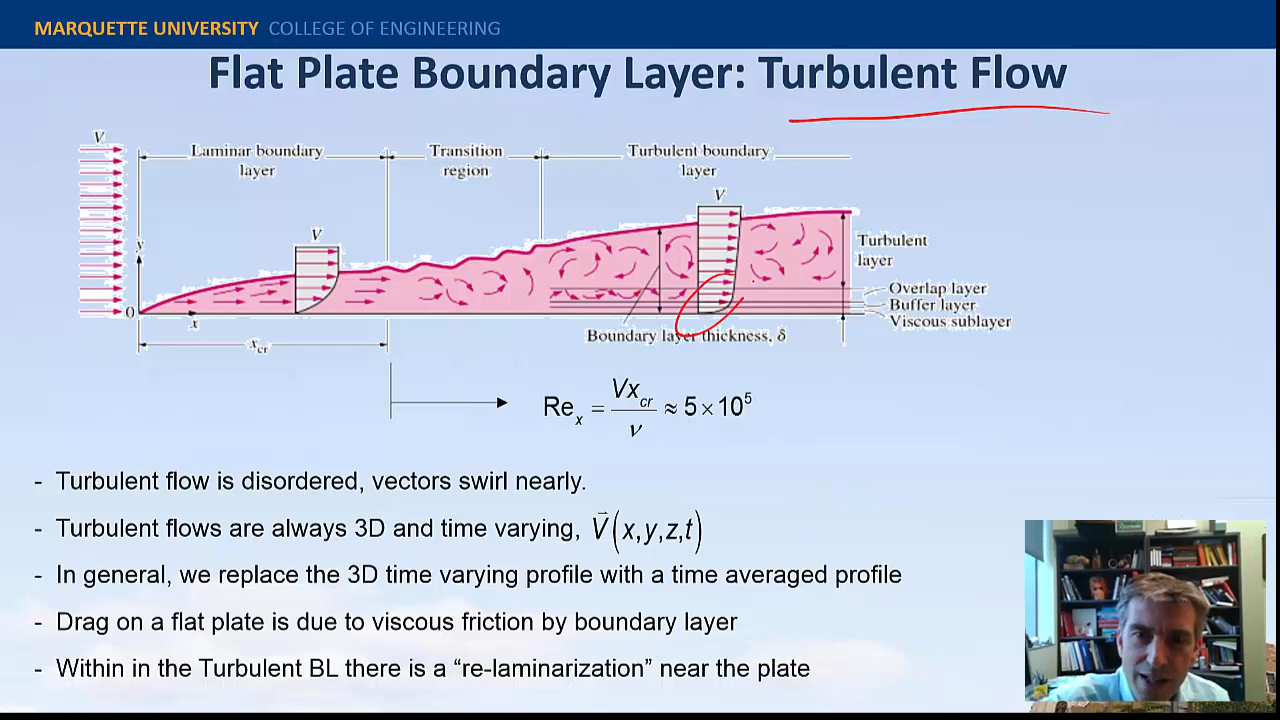 MARQUETTE UNIVERSITY COLLEGE OF ENGINEERING
Flat Plate Boundary Layer: Turbulent Flow
V
Laminar boundary layer
Transition region
Turbulent boundary layer
V
V
y
Turbulent layer
Overlap layer
Buffer layer
Viscous sublayer
0
x
Boundary layer thickness, δ
x_cr
Re_x = Vx_cr / ν ≈ 5 × 10^5
- Turbulent flow is disordered, vectors swirl nearly.
- Turbulent flows are always 3D and time varying, V⃗(x,y,z,t)
- In general, we replace the 3D time varying profile with a time averaged profile
- Drag on a flat plate is due to viscous friction by boundary layer
- Within in the Turbulent BL there is a “re-laminarization” near the plate